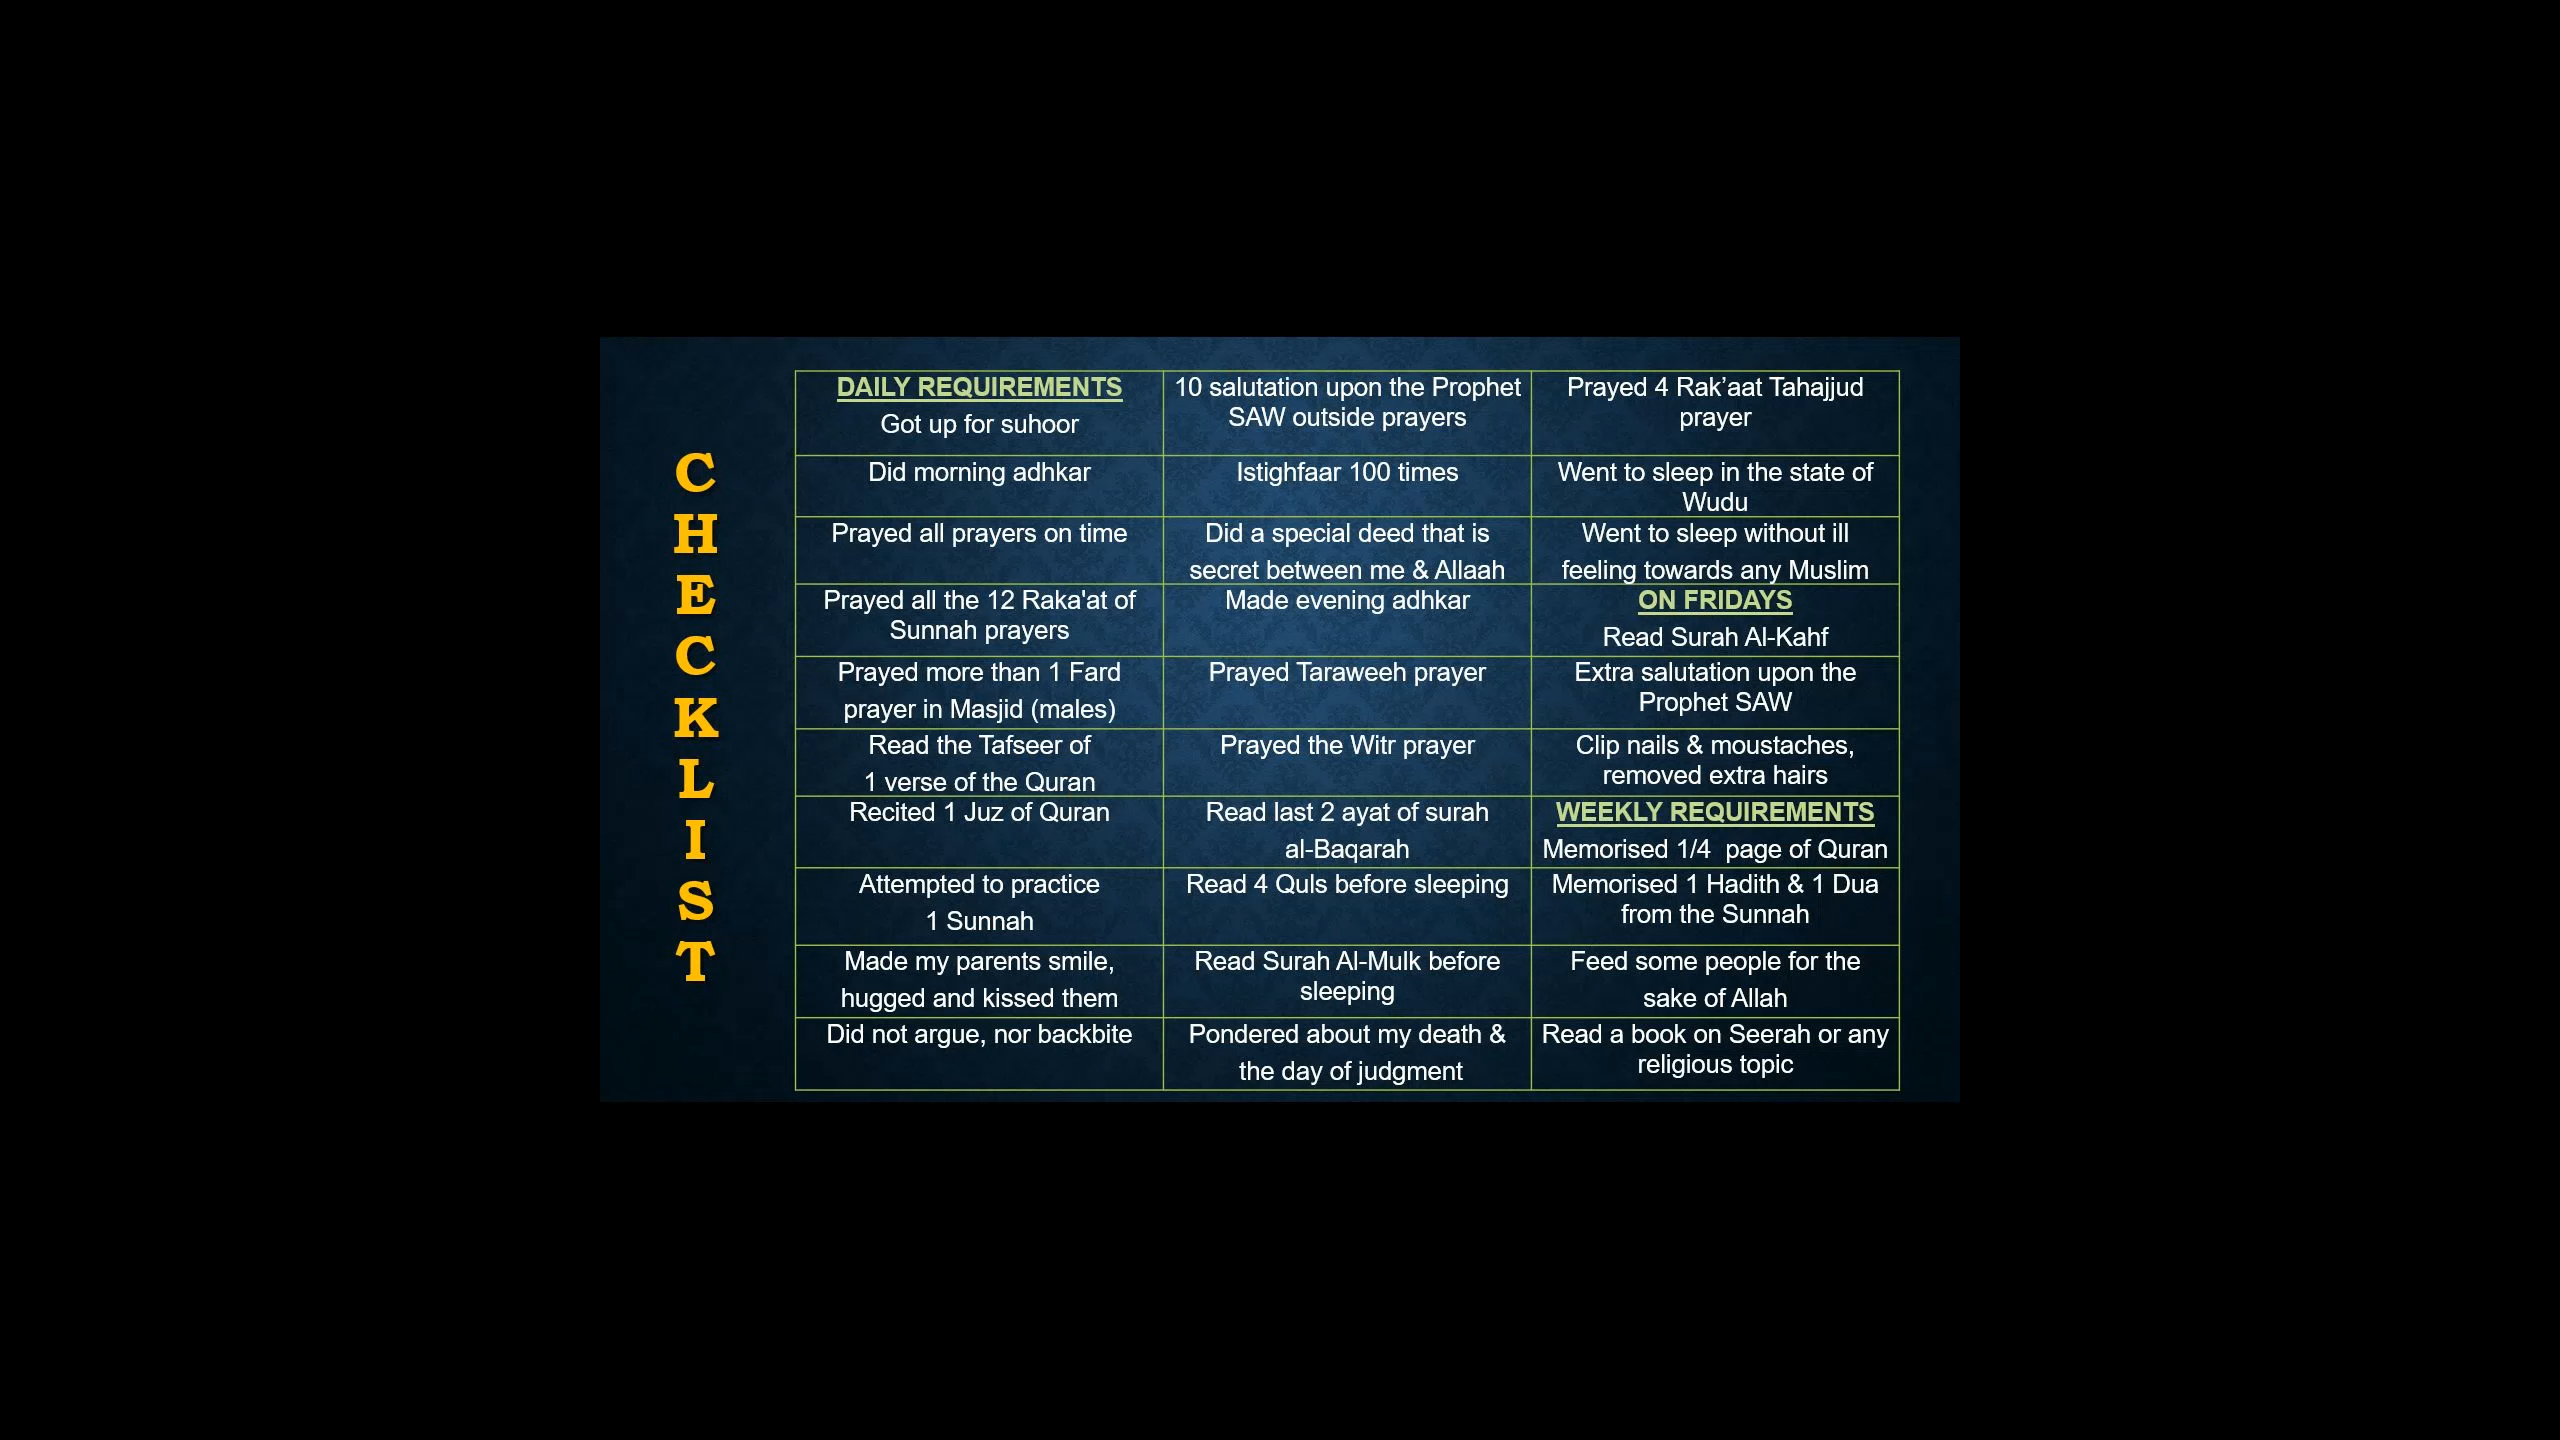 CHECKLIST
DAILY REQUIREMENTS
Got up for suhoor
10 salutation upon the Prophet
SAW outside prayers
Prayed 4 Rak’aat Tahajjud
prayer
Did morning adhkar
Istighfaar 100 times
Went to sleep in the state of
Wudu
Prayed all prayers on time
Did a special deed that is
secret between me & Allaah
Went to sleep without ill
feeling towards any Muslim
Prayed all the 12 Raka'at of
Sunnah prayers
Made evening adhkar
ON FRIDAYS
Read Surah Al-Kahf
Prayed more than 1 Fard
prayer in Masjid (males)
Prayed Taraweeh prayer
Extra salutation upon the
Prophet SAW
Read the Tafseer of
1 verse of the Quran
Prayed the Witr prayer
Clip nails & moustaches,
removed extra hairs
Recited 1 Juz of Quran
Read last 2 ayat of surah
al-Baqarah
WEEKLY REQUIREMENTS
Memorised 1/4 page of Quran
Attempted to practice
1 Sunnah
Read 4 Quls before sleeping
Memorised 1 Hadith & 1 Dua
from the Sunnah
Made my parents smile,
hugged and kissed them
Read Surah Al-Mulk before
sleeping
Feed some people for the
sake of Allah
Did not argue, nor backbite
Pondered about my death &
the day of judgment
Read a book on Seerah or any
religious topic